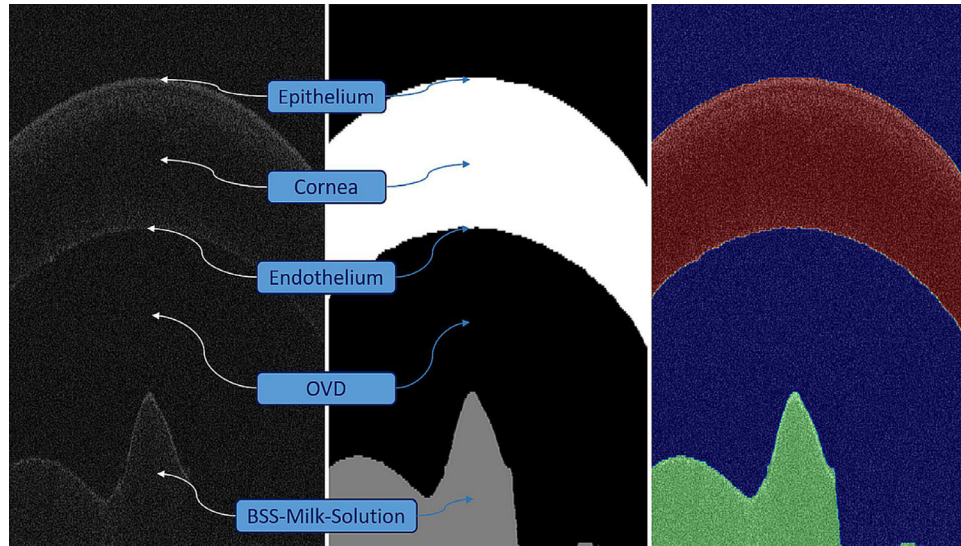 Epithelium
Cornea
Endothelium
OVD
BSS-Milk-Solution